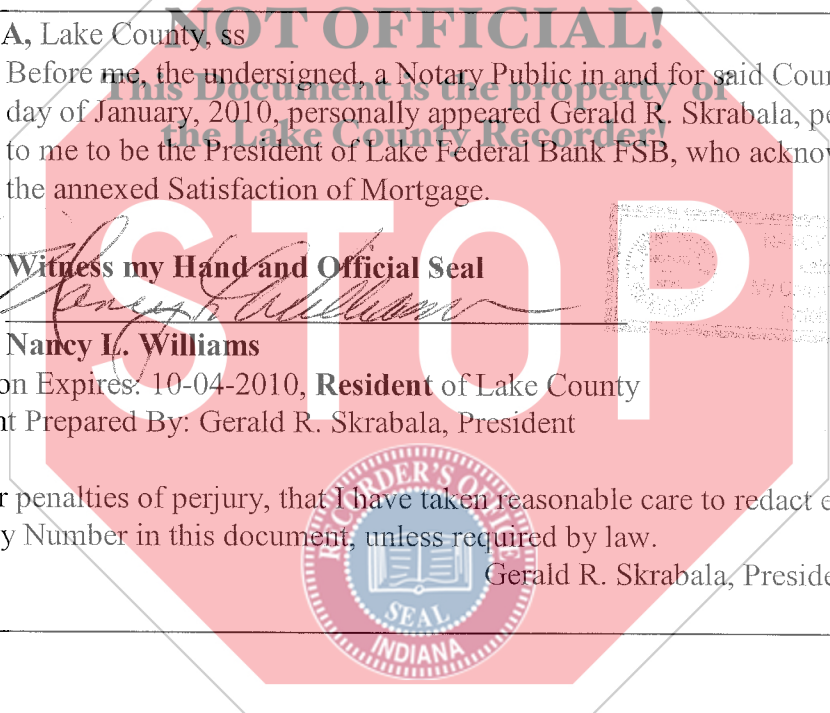 NOT OFFICIAL!
A, Lake County, ss
Before me, the undersigned, a Notary Public in and for said Coun
This Document is the property of
day of January, 2010, personally appeared Gerald R. Skrabala, pe
the Lake County Recorder!
to me to be the President of Lake Federal Bank FSB, who acknow
the annexed Satisfaction of Mortgage.
STOP
Witness my Hand and Official Seal
Nancy L. Williams
Nancy L. Williams
on Expires: 10-04-2010, Resident of Lake County
nt Prepared By: Gerald R. Skrabala, President
r penalties of perjury, that I have taken reasonable care to redact e
y Number in this document, unless required by law.
Gerald R. Skrabala, Preside
RECORDER'S OFFICE
SEAL
INDIANA